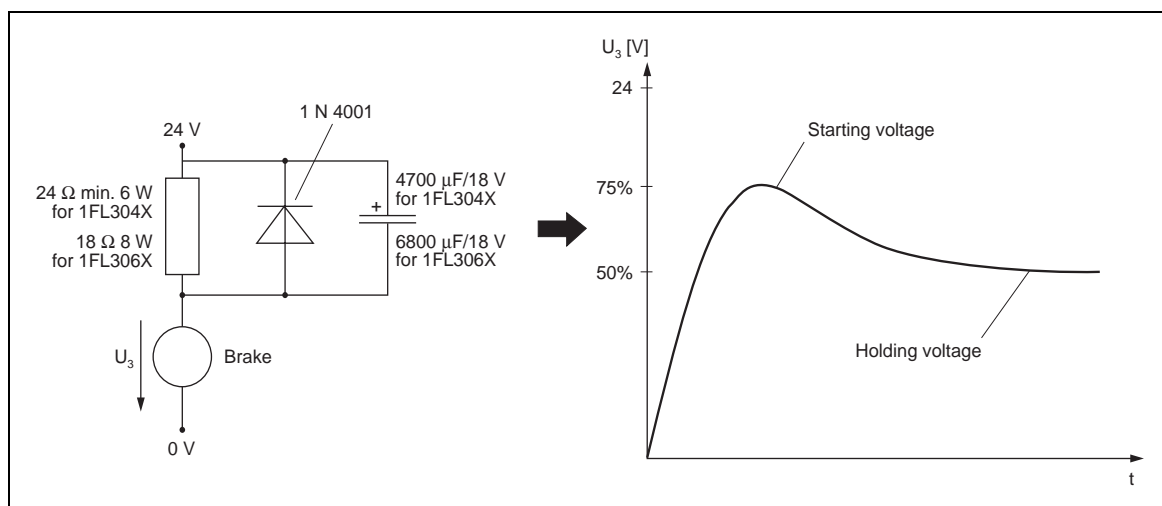 1 N 4001
24 V
24 Ω min. 6 W
for 1FL304X
18 Ω 8 W
for 1FL306X
+
4700 µF/18 V
for 1FL304X
6800 µF/18 V
for 1FL306X
U3
Brake
0 V
U3 [V]
24
75%
50%
Starting voltage
Holding voltage
t